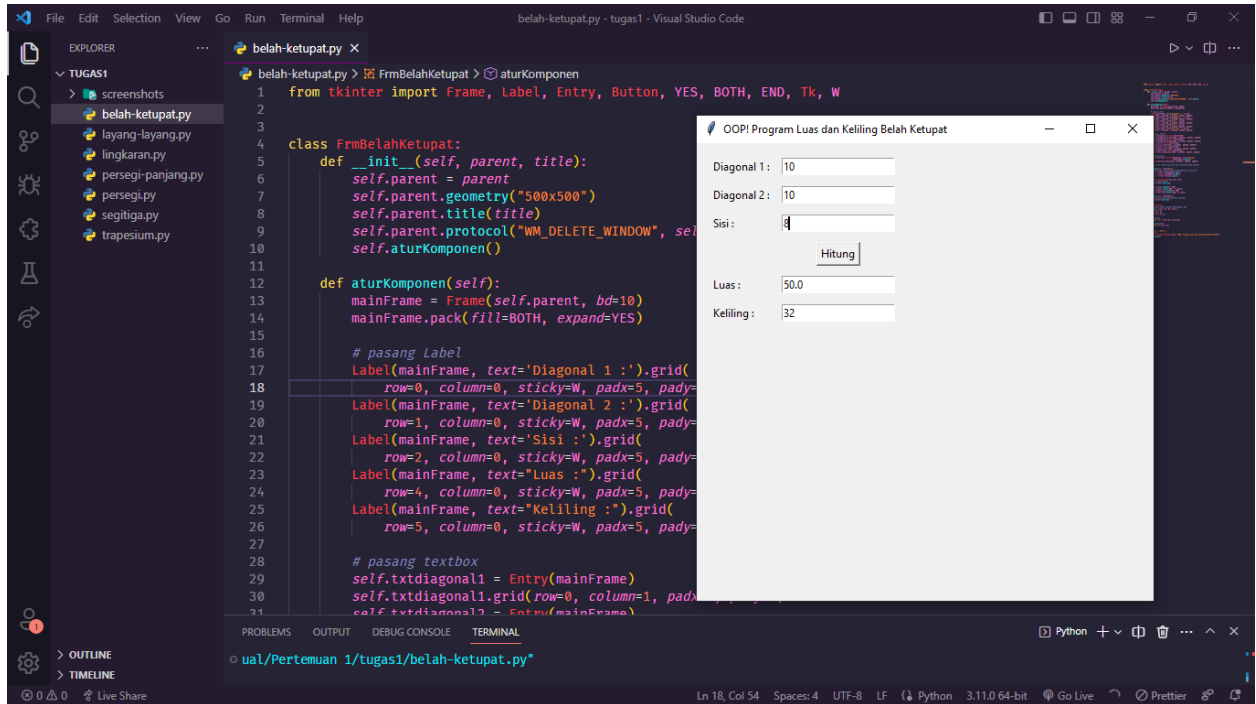 File Edit Selection View Go Run Terminal Help
belah-ketupat.py - tugas1 - Visual Studio Code
EXPLORER
TUGAS1
screenshots
belah-ketupat.py
layang-layang.py
lingkaran.py
persegi-panjang.py
persegi.py
segitiga.py
trapesium.py
OUTLINE
TIMELINE
1
belah-ketupat.py
belah-ketupat.py > FrmBelahKetupat > aturKomponen
1 from tkinter import Frame, Label, Entry, Button, YES, BOTH, END, Tk, W
2
3
4 class FrmBelahKetupat:
5 def __init__(self, parent, title):
6 self.parent = parent
7 self.parent.geometry("500x500")
8 self.parent.title(title)
9 self.parent.protocol("WM_DELETE_WINDOW", sel
10 self.aturKomponen()
11
12 def aturKomponen(self):
13 mainFrame = Frame(self.parent, bd=10)
14 mainFrame.pack(fill=BOTH, expand=YES)
15
16 # pasang Label
17 Label(mainFrame, text='Diagonal 1 :').grid(
18 row=0, column=0, sticky=W, padx=5, pady=
19 Label(mainFrame, text='Diagonal 2 :').grid(
20 row=1, column=0, sticky=W, padx=5, pady=
21 Label(mainFrame, text='Sisi :').grid(
22 row=2, column=0, sticky=W, padx=5, pady=
23 Label(mainFrame, text="Luas :").grid(
24 row=4, column=0, sticky=W, padx=5, pady=
25 Label(mainFrame, text="Keliling :").grid(
26 row=5, column=0, sticky=W, padx=5, pady=
27
28 # pasang textbox
29 self.txtdiagonal1 = Entry(mainFrame)
30 self.txtdiagonal1.grid(row=0, column=1, padx
31 self.txtdiagonal2 = Entry(mainFrame)
OOP! Program Luas dan Keliling Belah Ketupat
Diagonal 1 : 10
Diagonal 2 : 10
Sisi : 8
Hitung
Luas : 50.0
Keliling : 32
PROBLEMS OUTPUT DEBUG CONSOLE TERMINAL
Python
ual/Pertemuan 1/tugas1/belah-ketupat.py"
0 0 Live Share
Ln 18, Col 54 Spaces: 4 UTF-8 LF Python 3.11.0 64-bit Go Live Prettier